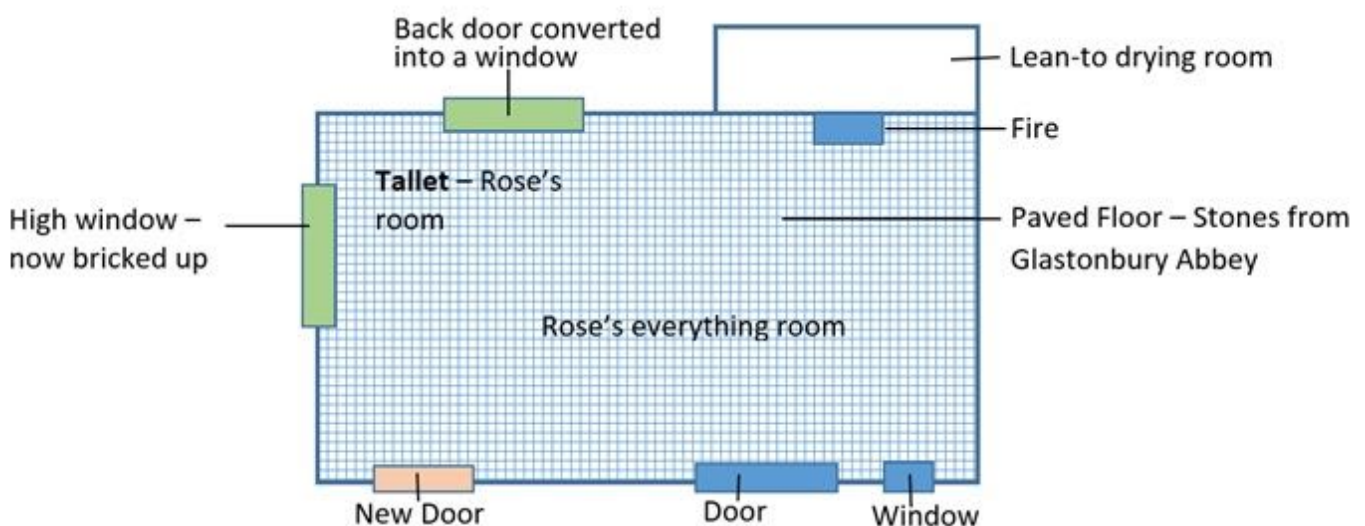 Back door converted
into a window
Lean-to drying room
Fire
Tallet – Rose’s
room
High window –
now bricked up
Paved Floor – Stones from
Glastonbury Abbey
Rose’s everything room
New Door
Door
Window